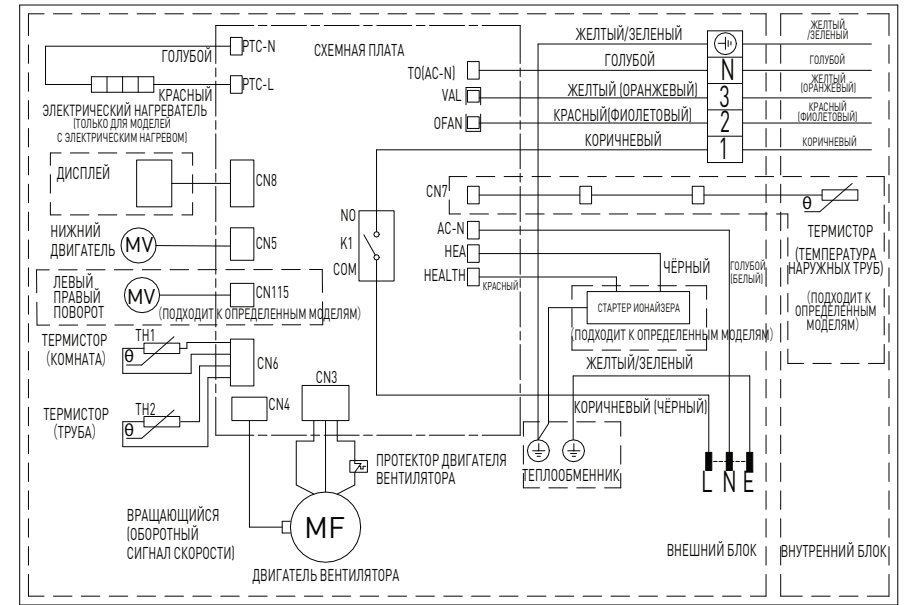 ГОЛУБОЙ
PTC-N
СХЕМНАЯ ПЛАТА
PTC-L
КРАСНЫЙ
ЭЛЕКТРИЧЕСКИЙ НАГРЕВАТЕЛЬ
(ТОЛЬКО ДЛЯ МОДЕЛЕЙ
С ЭЛЕКТРИЧЕСКИМ НАГРЕВОМ)
ДИСПЛЕЙ
CN8
НИЖНИЙ
ДВИГАТЕЛЬ
MV
CN5
ЛЕВЫЙ
ПРАВЫЙ
ПОВОРОТ
MV
CN115
(ПОДХОДИТ К ОПРЕДЕЛЕННЫМ МОДЕЛЯМ)
ТЕРМИСТОР
(КОМНАТА)
TH1
θ
CN6
ТЕРМИСТОР
(ТРУБА)
TH2
θ
CN4
CN3
ПРОТЕКТОР ДВИГАТЕЛЯ
ВЕНТИЛЯТОРА
ВРАЩАЮЩИЙСЯ
(ОБОРОТНЫЙ
СИГНАЛ СКОРОСТИ)
MF
ДВИГАТЕЛЬ ВЕНТИЛЯТОРА
NO
K1
COM
TO(AC-N)
VAL
OFAN
ЖЕЛТЫЙ/ЗЕЛЕНЫЙ
ГОЛУБОЙ
ЖЕЛТЫЙ (ОРАНЖЕВЫЙ)
КРАСНЫЙ(ФИОЛЕТОВЫЙ)
КОРИЧНЕВЫЙ
N
3
2
1
ЖЕЛТЫЙ
/ЗЕЛЕНЫЙ
ГОЛУБОЙ
ЖЕЛТЫЙ
(ОРАНЖЕВЫЙ)
КРАСНЫЙ
(ФИОЛЕТОВЫЙ)
КОРИЧНЕВЫЙ
CN7
θ
ТЕРМИСТОР
(ТЕМПЕРАТУРА
НАРУЖНЫХ ТРУБ)
(ПОДХОДИТ К
ОПРЕДЕЛЕННЫМ
МОДЕЛЯМ)
AC-N
HEA
HEALTH
КРАСНЫЙ
ЧЁРНЫЙ
ГОЛУБОЙ
(БЕЛЫЙ)
СТАРТЕР ИОНАЙЗЕРА
(ПОДХОДИТ К ОПРЕДЕЛЕННЫМ МОДЕЛЯМ)
ЖЕЛТЫЙ/ЗЕЛЕНЫЙ
КОРИЧНЕВЫЙ (ЧЁРНЫЙ)
ТЕПЛООБМЕННИК
L N E
ВНЕШНИЙ БЛОК
ВНУТРЕННИЙ БЛОК